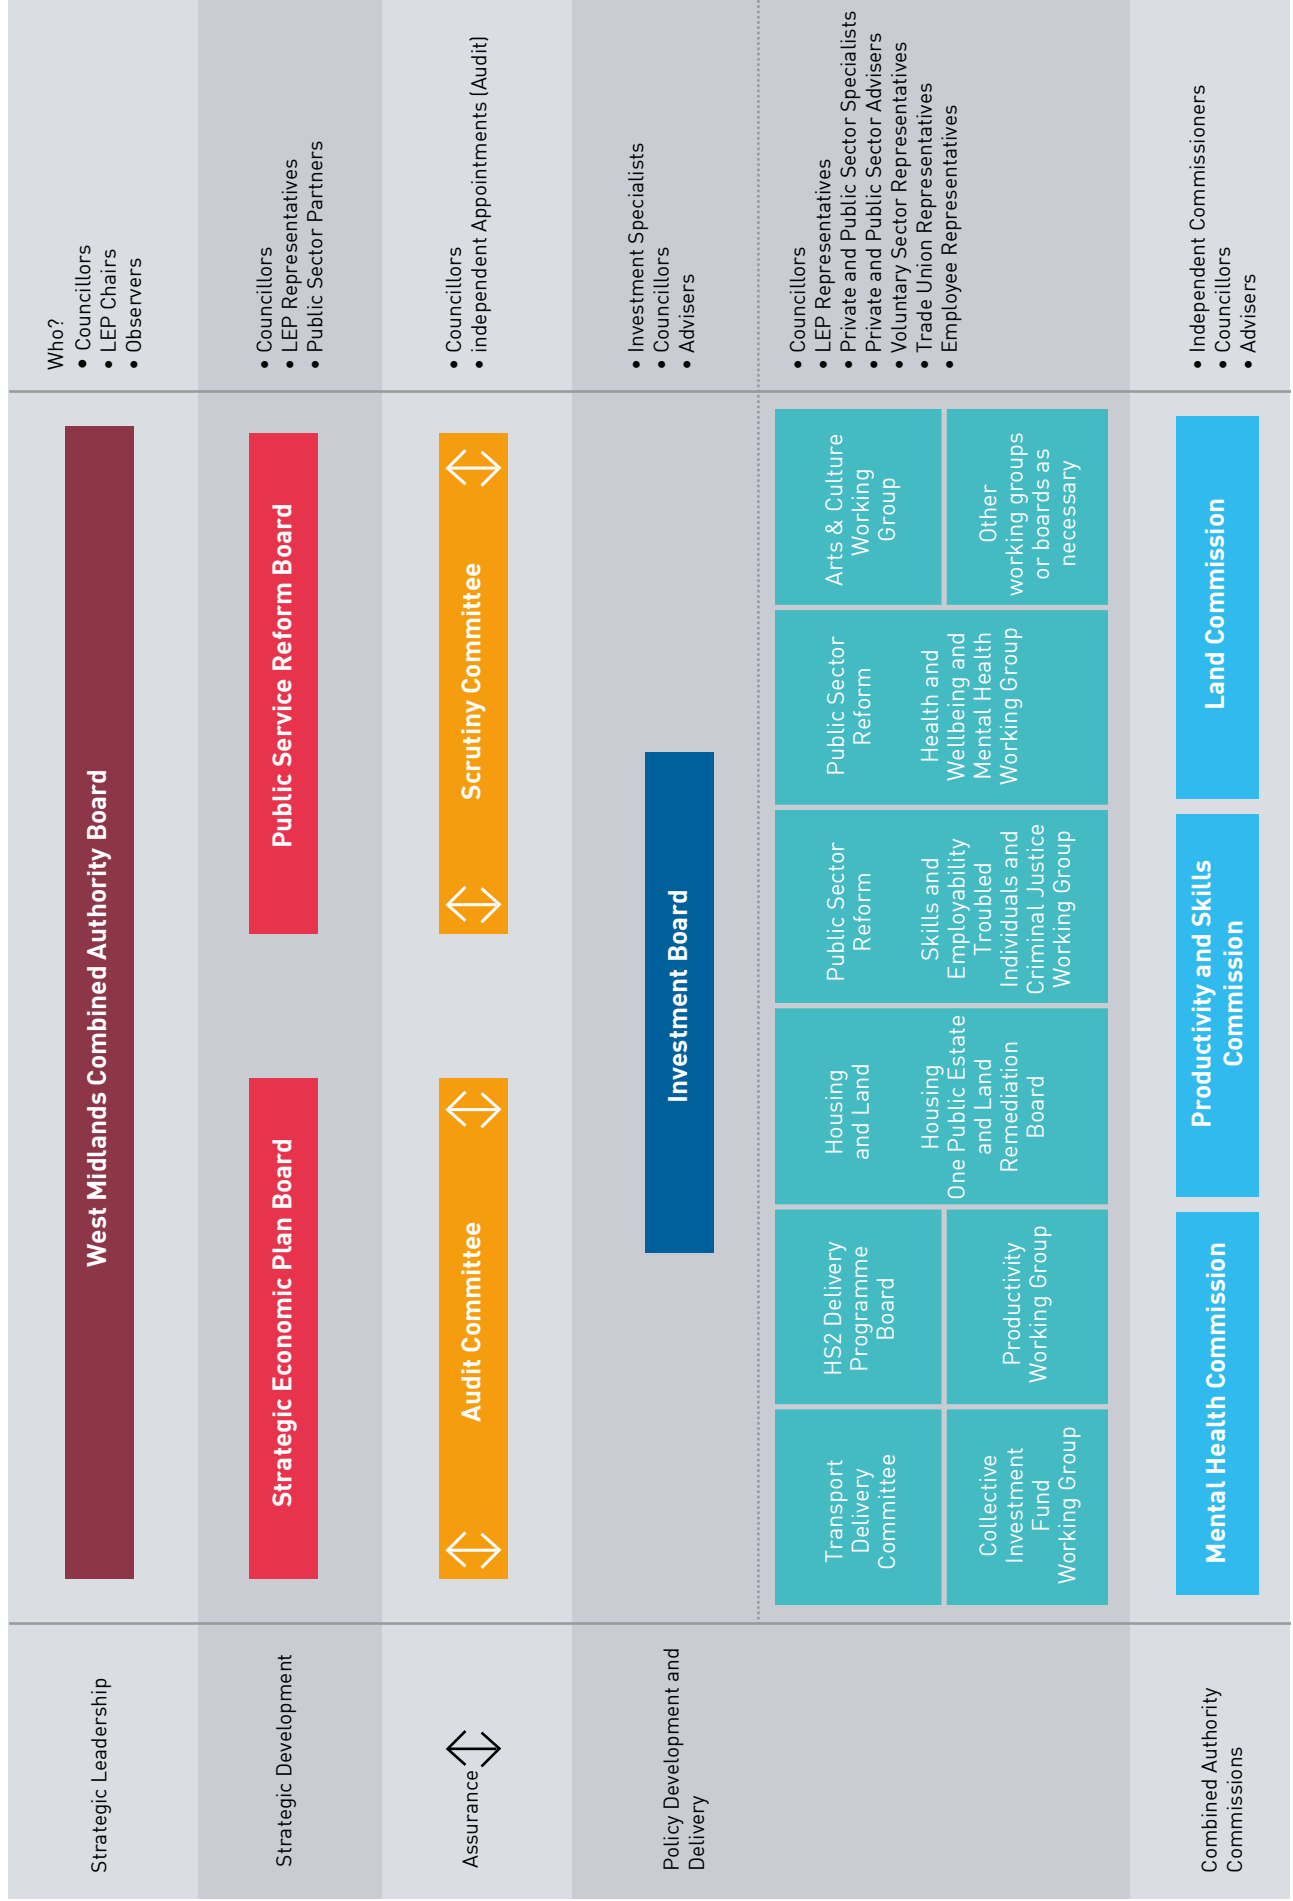 Strategic Leadership
West Midlands Combined Authority Board
Who?
• Councillors
• LEP Chairs
• Observers
Strategic Development
Strategic Economic Plan Board
Public Service Reform Board
• Councillors
• LEP Representatives
• Public Sector Partners
Assurance
Audit Committee
Scrutiny Committee
• Councillors
• independent Appointments (Audit)
Policy Development and
Delivery
Investment Board
• Investment Specialists
• Councillors
• Advisers
Transport
Delivery
Committee
HS2 Delivery
Programme
Board
Housing
and Land
Housing
One Public Estate
and Land
Remediation
Board
Public Sector
Reform
Skills and
Employability
Troubled
Individuals and
Criminal Justice
Working Group
Public Sector
Reform
Health and
Wellbeing and
Mental Health
Working Group
Arts & Culture
Working
Group
Collective
Investment
Fund
Working Group
Productivity
Working Group
Other
working groups
or boards as
necessary
• Councillors
• LEP Representatives
• Private and Public Sector Specialists
• Private and Public Sector Advisers
• Voluntary Sector Representatives
• Trade Union Representatives
• Employee Representatives
Combined Authority
Commissions
Mental Health Commission
Productivity and Skills
Commission
Land Commission
• Independent Commissioners
• Councillors
• Advisers